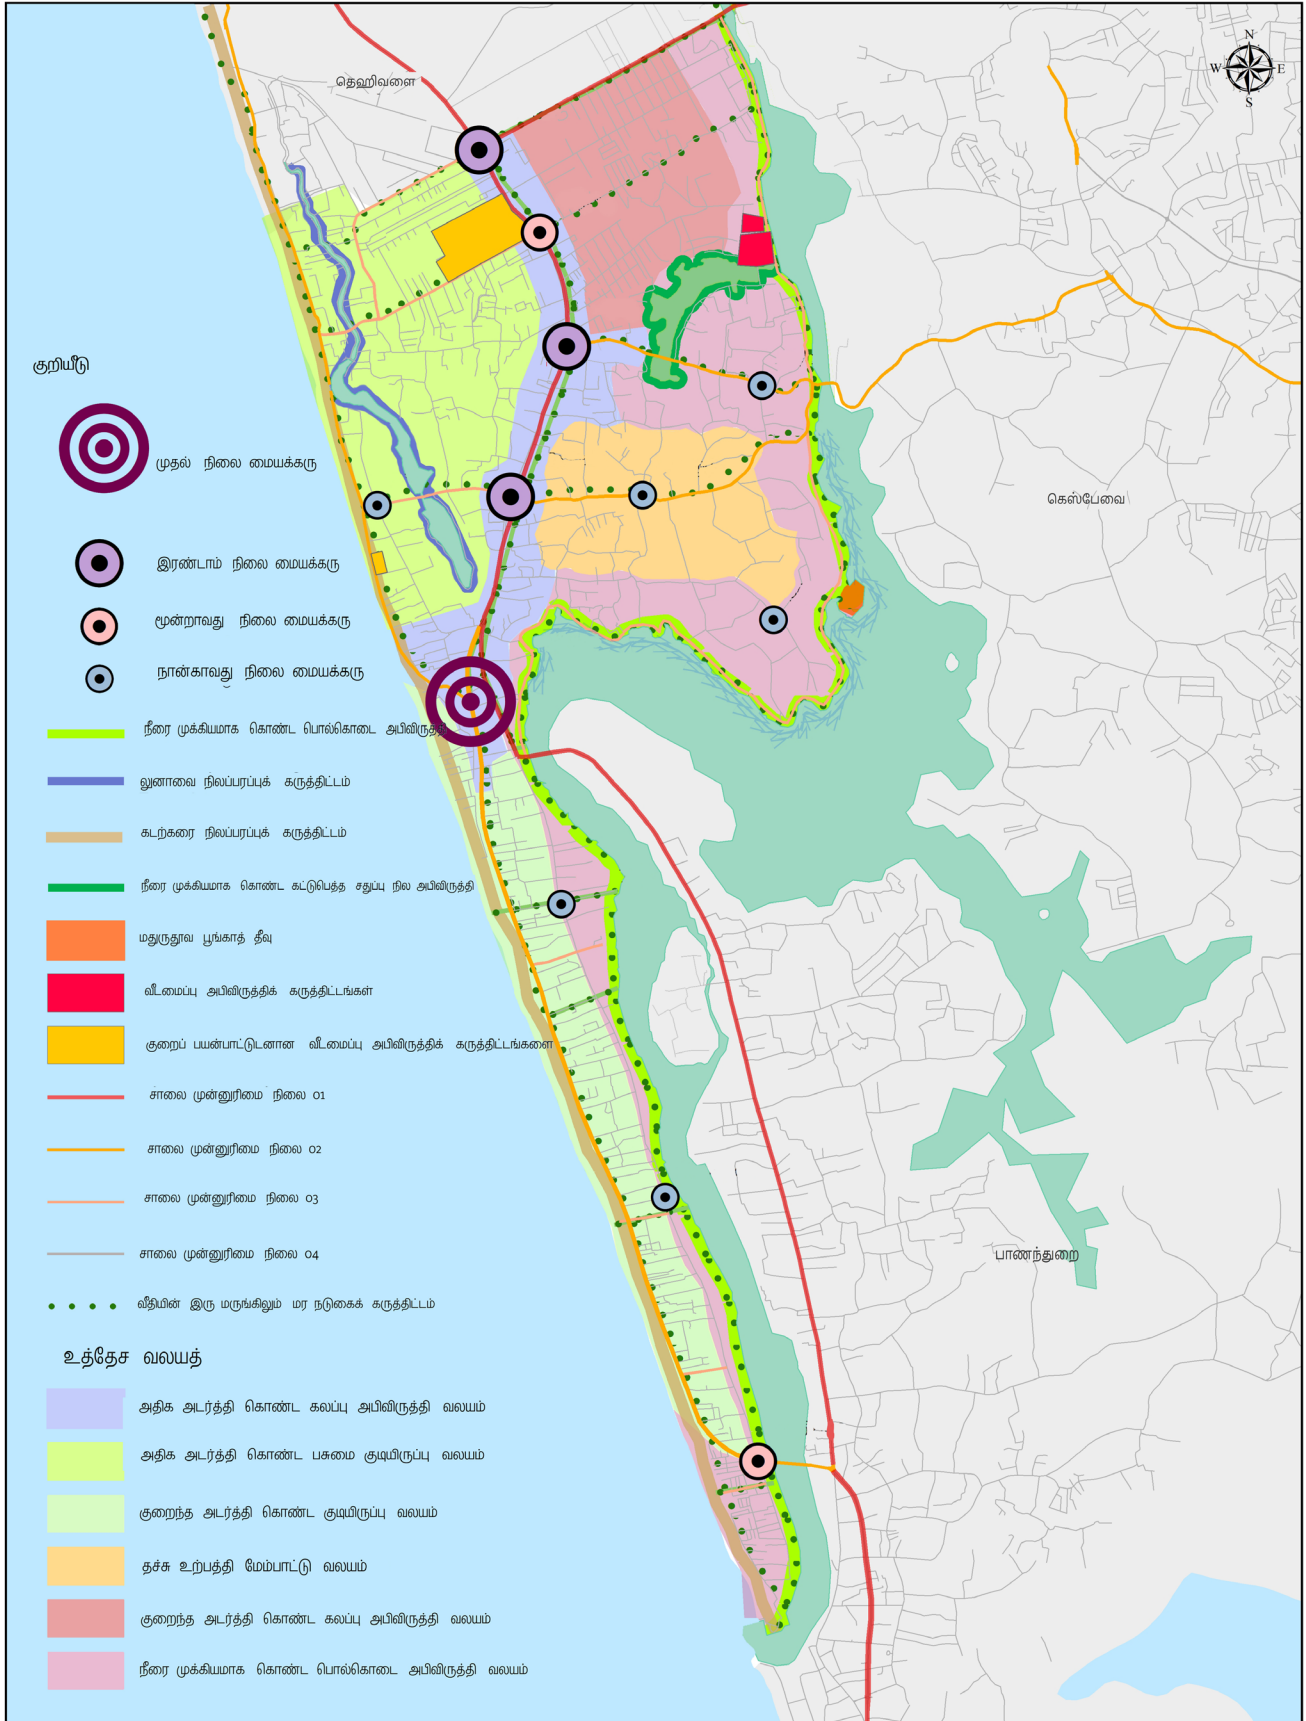 N
W E
S
தெஹிவளை
குறியீடு
முதல் நிலை மையக்கரு
கெஸ்பேவை
இரண்டாம் நிலை மையக்கரு
மூன்றாவது நிலை மையக்கரு
நான்காவது நிலை மையக்கரு
நீரை முக்கியமாக கொண்ட பொல்கொடை அபிவிருத்தி
லுனாவை நிலப்பரப்புக் கருத்திட்டம்
கடற்கரை நிலப்பரப்புக் கருத்திட்டம்
நீரை முக்கியமாக கொண்ட கட்டுபெத்த சதுப்பு நில அபிவிருத்தி
மதுருதூவ பூங்காத் தீவு
வீடமைப்பு அபிவிருத்திக் கருத்திட்டங்கள்
குறைப் பயன்பாட்டுடனான வீடமைப்பு அபிவிருத்திக் கருத்திட்டங்களை
சாலை முன்னுரிமை நிலை 01
சாலை முன்னுரிமை நிலை 02
சாலை முன்னுரிமை நிலை 03
சாலை முன்னுரிமை நிலை 04
பாணந்துறை
வீதியின் இரு மருங்கிலும் மர நடுகைக் கருத்திட்டம்
உத்தேச வலயத்
அதிக அடர்த்தி கொண்ட கலப்பு அபிவிருத்தி வலயம்
அதிக அடர்த்தி கொண்ட பசுமை குடியிருப்பு வலயம்
குறைந்த அடர்த்தி கொண்ட குடியிருப்பு வலயம்
தச்சு உற்பத்தி மேம்பாட்டு வலயம்
குறைந்த அடர்த்தி கொண்ட கலப்பு அபிவிருத்தி வலயம்
நீரை முக்கியமாக கொண்ட பொல்கொடை அபிவிருத்தி வலயம்